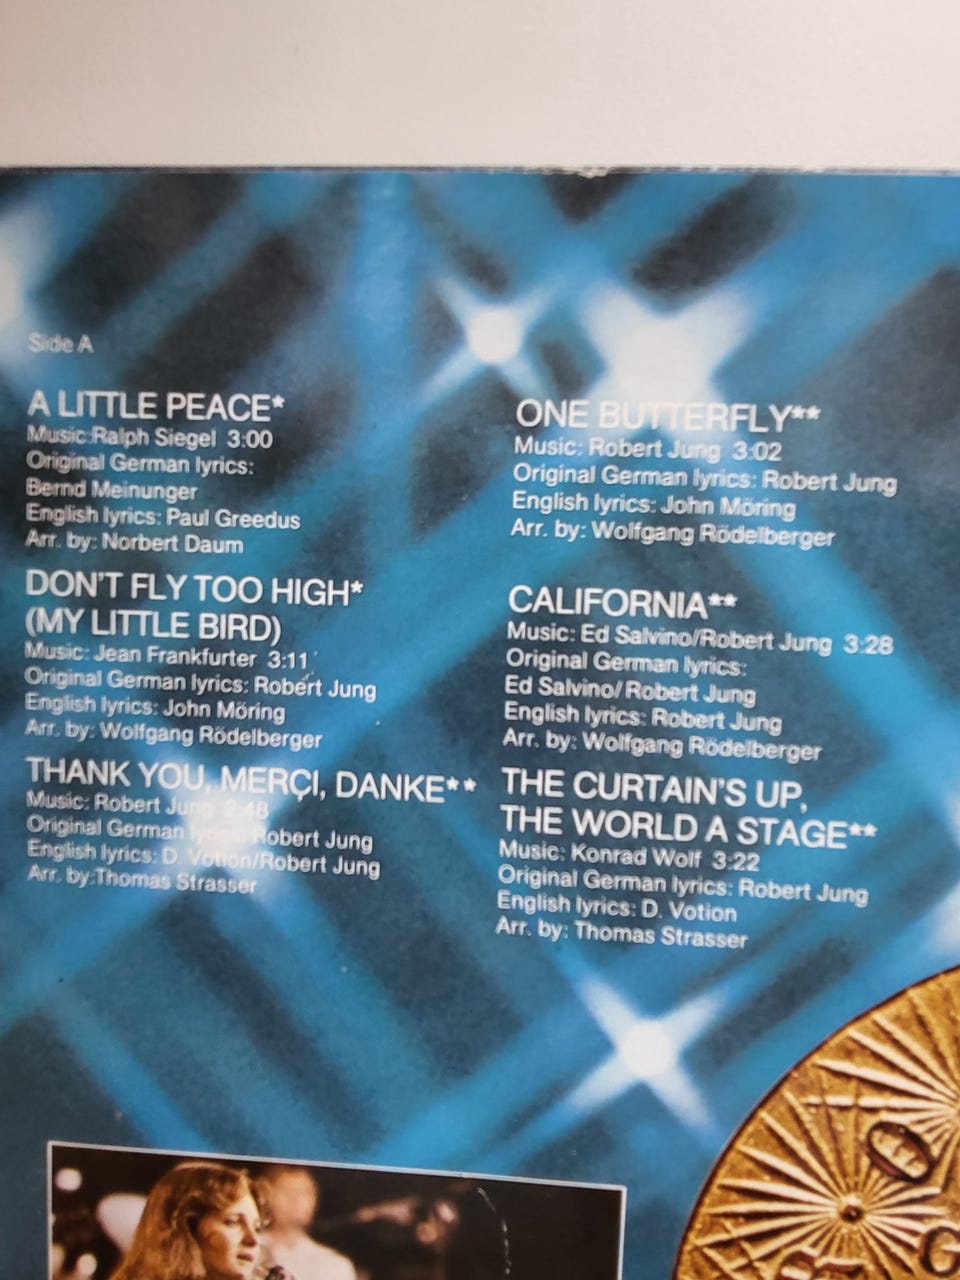 Side A
A LITTLE PEACE*
Music:Ralph Siegel 3:00
Original German lyrics:
Bernd Meinunger
English lyrics: Paul Greedus
Arr. by: Norbert Daum
DON'T FLY TOO HIGH*
(MY LITTLE BIRD)
Music: Jean Frankfurter 3:11
Original German lyrics: Robert Jung
English lyrics: John Möring
Arr. by: Wolfgang Rödelberger
THANK YOU, MERÇI, DANKE**
Music: Robert Jung 2:48
Original German lyrics: Robert Jung
English lyrics: D. Votion/Robert Jung
Arr. by:Thomas Strasser
ONE BUTTERFLY**
Music: Robert Jung 3:02
Original German lyrics: Robert Jung
English lyrics: John Möring
Arr. by: Wolfgang Rödelberger
CALIFORNIA**
Music: Ed Salvino/Robert Jung 3:28
Original German lyrics:
Ed Salvino/Robert Jung
English lyrics: Robert Jung
Arr. by: Wolfgang Rödelberger
THE CURTAIN'S UP,
THE WORLD A STAGE**
Music: Konrad Wolf 3:22
Original German lyrics: Robert Jung
English lyrics: D. Votion
Arr. by: Thomas Strasser